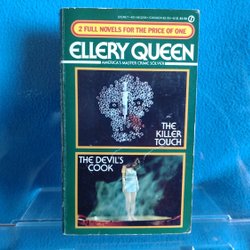 2 FULL NOVELS FOR THE PRICE OF ONE
ELLERY QUEEN
AMERICA'S MASTER CRIME SOLVER
THE
KILLER
TOUCH
THE DEVIL'S
COOK